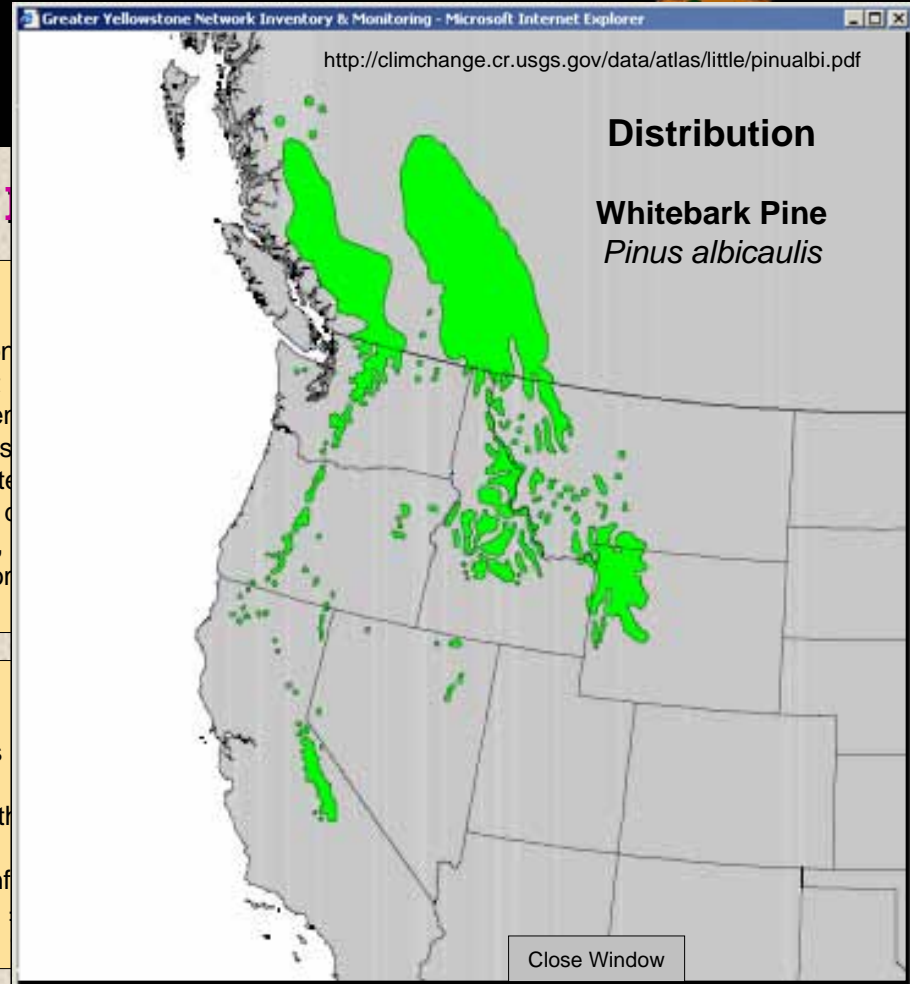 Greater Yellowstone Network Inventory & Monitoring - Microsoft Internet Explorer
http://climchange.cr.usgs.gov/data/atlas/little/pinualbi.pdf
Distribution
Whitebark Pine
Pinus albicaulis
Close Window